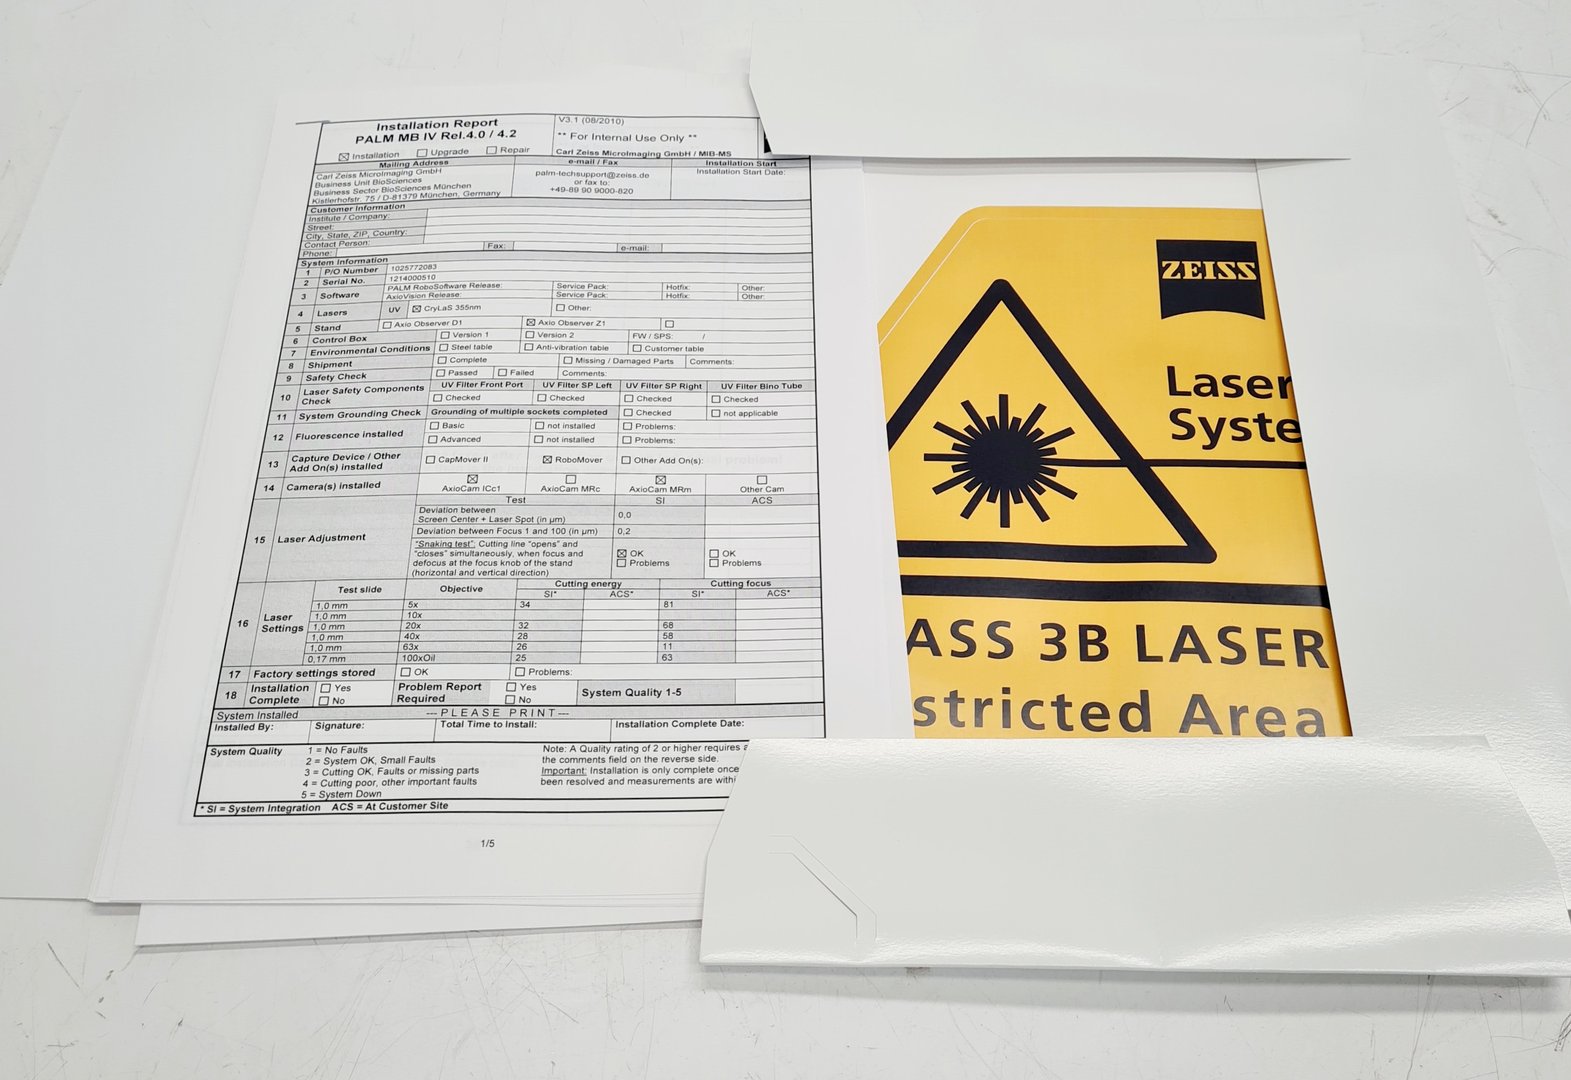 Installation Report
PALM MB IV Rel.4.0 / 4.2
☒ Installation ☐ Upgrade ☐ Repair
V3.1 (08/2010)
** For Internal Use Only **
Carl Zeiss MicroImaging GmbH / MIB-MS
Mailing Address e-mail / Fax Installation Start
Carl Zeiss MicroImaging GmbH
Business Unit BioSciences
Business Sector BioSciences München
Kistlerhofstr. 75 / D-81379 München, Germany
palm-techsupport@zeiss.de
or fax to:
+49-89 90 9000-820
Installation Start Date:
Customer Information
Institute / Company:
Street:
City, State, ZIP, Country:
Contact Person:
Phone: Fax: e-mail:
System Information
1 P/O Number 1025772083
2 Serial No. 1214000510
3 Software PALM RoboSoftware Release: Service Pack: Hotfix: Other:
AxioVision Release: Service Pack: Hotfix: Other:
4 Lasers UV ☒ CryLaS 355nm ☐ Other:
5 Stand ☐ Axio Observer D1 ☒ Axio Observer Z1 ☐
6 Control Box ☐ Version 1 ☐ Version 2 FW / SPS: /
7 Environmental Conditions ☐ Steel table ☐ Anti-vibration table ☐ Customer table
8 Shipment ☐ Complete ☐ Missing / Damaged Parts Comments:
9 Safety Check ☐ Passed ☐ Failed Comments:
10 Laser Safety Components Check UV Filter Front Port UV Filter SP Left UV Filter SP Right UV Filter Bino Tube
☐ Checked ☐ Checked ☐ Checked ☐ Checked
11 System Grounding Check Grounding of multiple sockets completed ☐ Checked ☐ not applicable
12 Fluorescence installed ☐ Basic ☐ not installed ☐ Problems:
☐ Advanced ☐ not installed ☐ Problems:
13 Capture Device / Other Add On(s) installed ☐ CapMover II ☒ RoboMover ☐ Other Add On(s):
14 Camera(s) installed ☒ AxioCam ICc1 ☐ AxioCam MRc ☒ AxioCam MRm ☐ Other Cam
15 Laser Adjustment
Test SI ACS
Deviation between
Screen Center + Laser Spot (in µm) 0,0
Deviation between Focus 1 and 100 (in µm) 0,2
"Snaking test": Cutting line "opens" and
"closes" simultaneously, when focus and
defocus at the focus knob of the stand
(horizontal and vertical direction)
☒ OK ☐ OK
☐ Problems ☐ Problems
16 Laser Settings
Test slide Objective Cutting energy Cutting focus
SI* ACS* SI* ACS*
1,0 mm 5x 34 81
1,0 mm 10x
1,0 mm 20x 32 68
1,0 mm 40x 28 58
1,0 mm 63x 26 11
0,17 mm 100xOil 25 63
17 Factory settings stored ☐ OK ☐ Problems:
18 Installation Complete ☐ Yes ☐ No Problem Report Required ☐ Yes ☐ No System Quality 1-5
System Installed ---PLEASE PRINT---
Installed By: Signature: Total Time to Install: Installation Complete Date:
System Quality 1 = No Faults
2 = System OK, Small Faults
3 = Cutting OK, Faults or missing parts
4 = Cutting poor, other important faults
5 = System Down
Note: A Quality rating of 2 or higher requires
the comments field on the reverse side.
Important: Installation is only complete once
been resolved and measurements are
* SI = System Integration ACS = At Customer Site
1/5
ZEISS
Laser
Syste
ASS 3B LASER
stricted Area